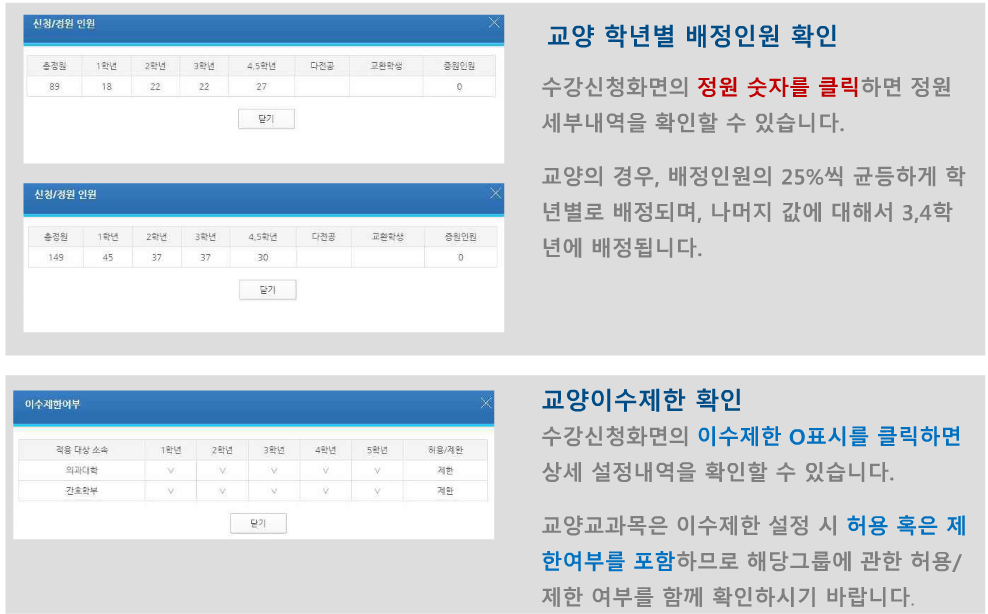 신청/정원 인원
총정원 1학년 2학년 3학년 4,5학년 다전공 교환학생 증원인원
89 18 22 22 27 0
닫기
신청/정원 인원
총정원 1학년 2학년 3학년 4,5학년 다전공 교환학생 증원인원
149 45 37 37 30 0
닫기
교양 학년별 배정인원 확인
수강신청화면의 정원 숫자를 클릭하면 정원
세부내역을 확인할 수 있습니다.
교양의 경우, 배정인원의 25%씩 균등하게 학
년별로 배정되며, 나머지 값에 대해서 3,4학
년에 배정됩니다.
이수제한여부
적용 대상 소속 1학년 2학년 3학년 4학년 5학년 허용/제한
의과대학 V V V V V 제한
간호학부 V V V V V 제한
닫기
교양이수제한 확인
수강신청화면의 이수제한 O표시를 클릭하면
상세 설정내역을 확인할 수 있습니다.
교양교과목은 이수제한 설정 시 허용 혹은 제
한여부를 포함하므로 해당그룹에 관한 허용/
제한 여부를 함께 확인하시기 바랍니다.